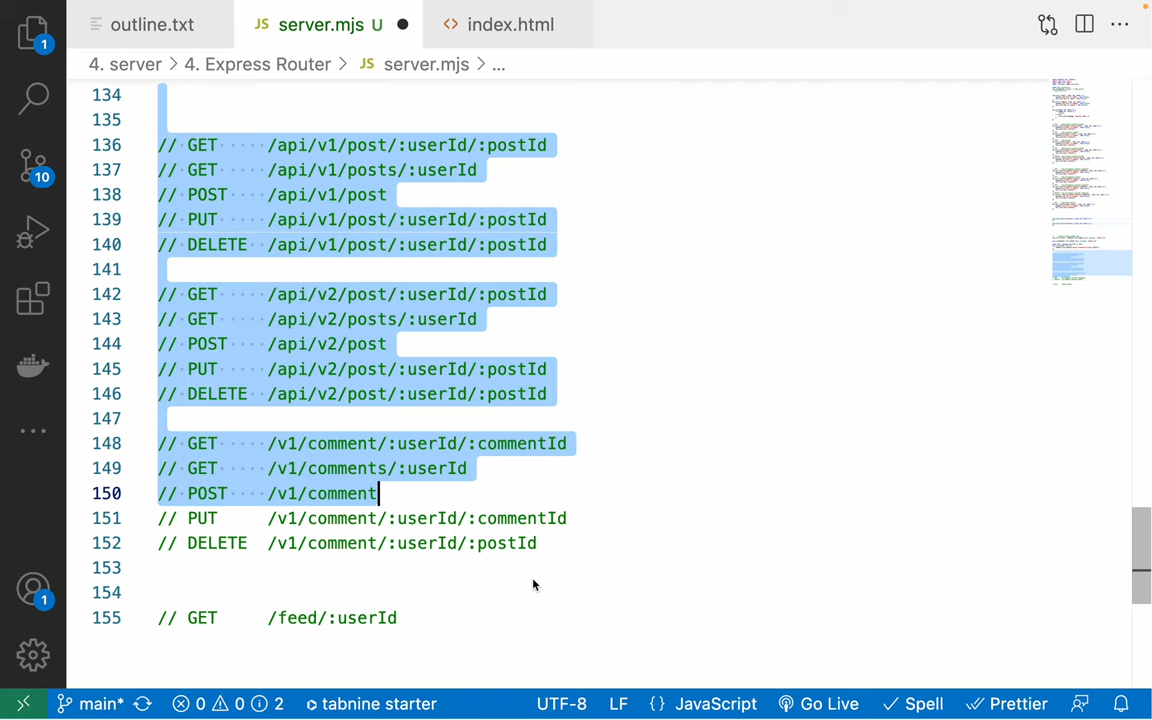 outline.txt
JS server.mjs U
<> index.html
1
4. server > 4. Express Router > JS server.mjs > ...
134
135
136 // GET /api/v1/post/:userId/:postId
137 // GET /api/v1/posts/:userId
138 // POST /api/v1/post
139 // PUT /api/v1/post/:userId/:postId
140 // DELETE /api/v1/post/:userId/:postId
141
142 // GET /api/v2/post/:userId/:postId
143 // GET /api/v2/posts/:userId
144 // POST /api/v2/post
145 // PUT /api/v2/post/:userId/:postId
146 // DELETE /api/v2/post/:userId/:postId
147
148 // GET /v1/comment/:userId/:commentId
149 // GET /v1/comments/:userId
150 // POST /v1/comment
151 // PUT /v1/comment/:userId/:commentId
152 // DELETE /v1/comment/:userId/:postId
153
154
155 // GET /feed/:userId
10
1
main* 0 0 2 tabnine starter UTF-8 LF {} JavaScript Go Live Spell Prettier